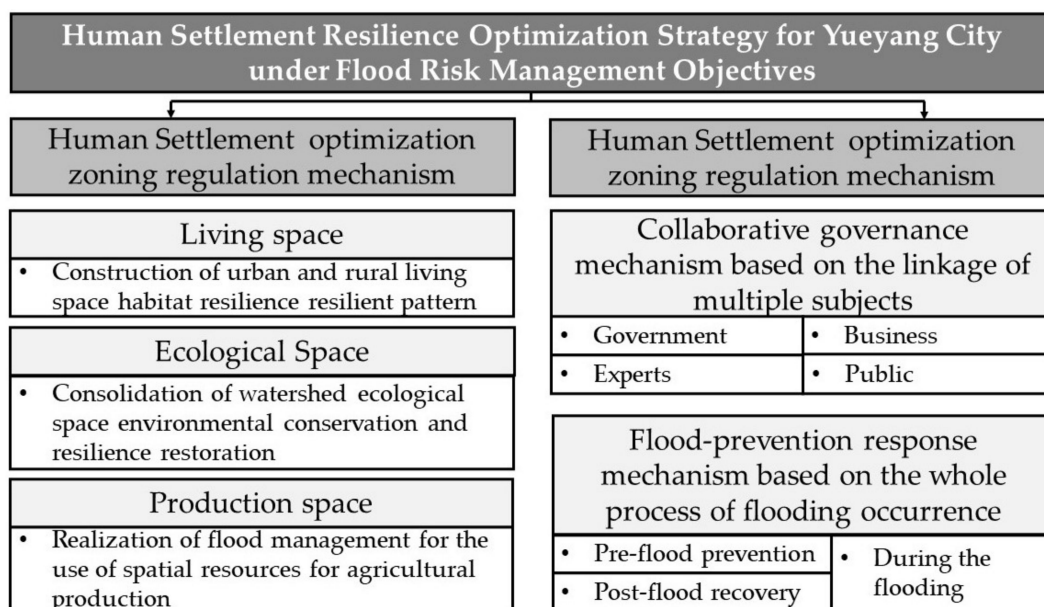 Human Settlement Resilience Optimization Strategy for Yueyang City
under Flood Risk Management Objectives
Human Settlement optimization
zoning regulation mechanism
Living space
• Construction of urban and rural living
space habitat resilience resilient pattern
Ecological Space
• Consolidation of watershed ecological
space environmental conservation and
resilience restoration
Production space
• Realization of flood management for the
use of spatial resources for agricultural
production
Human Settlement optimization
zoning regulation mechanism
Collaborative governance
mechanism based on the linkage of
multiple subjects
• Government
• Business
• Experts
• Public
Flood-prevention response
mechanism based on the whole
process of flooding occurrence
• Pre-flood prevention
• Post-flood recovery
• During the
flooding